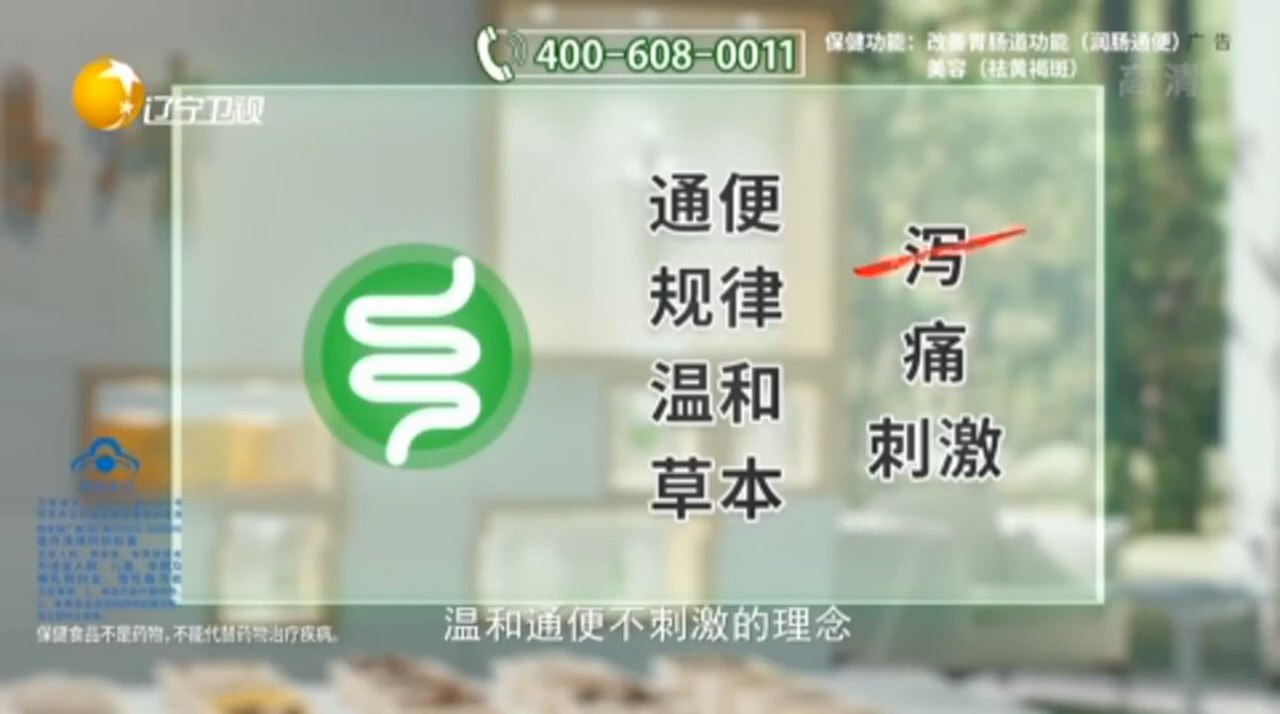 400-608-0011
保健功能：改善胃肠道功能（润肠通便）广告
美容（祛黄褐斑）
高清
辽宁卫视
通便
规律
温和
草本
泻
痛
刺激
温和通便不刺激的理念
保健食品不是药物，不能代替药物治疗疾病。